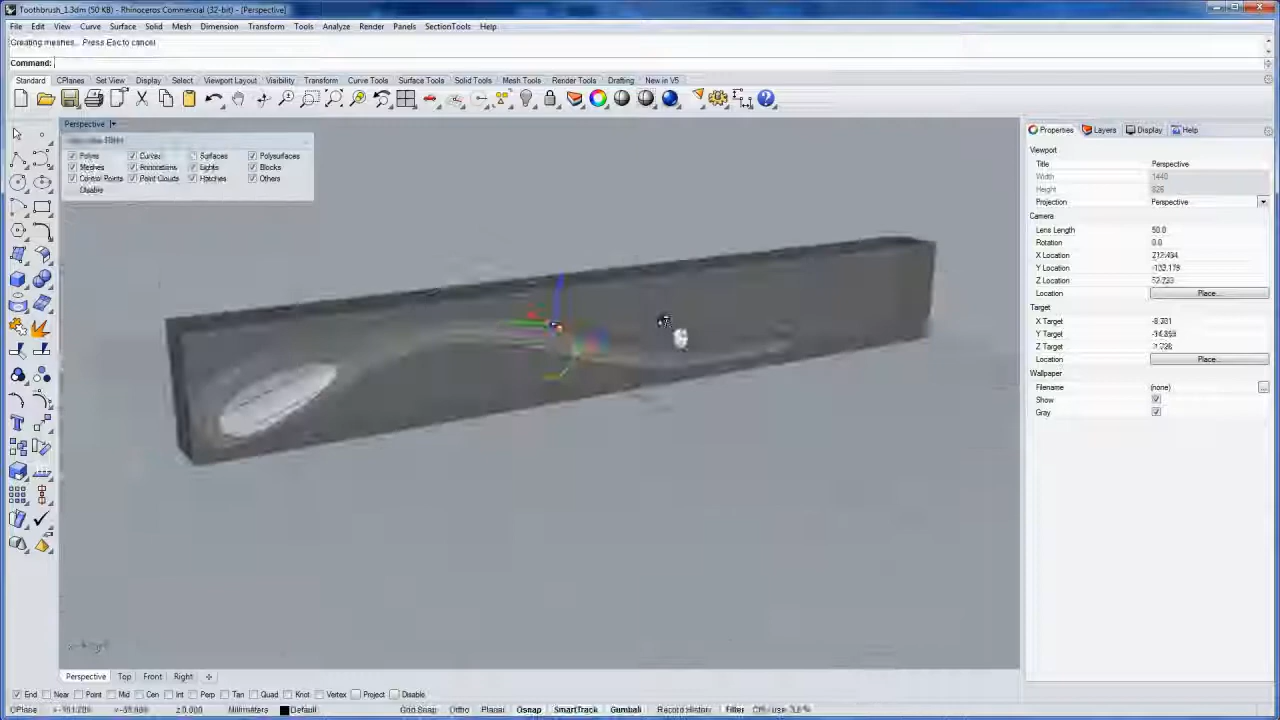 Toothbrush_1.3dm (50 KB) - Rhinoceros Commercial (32-bit) - [Perspective]
File Edit View Curve Surface Solid Mesh Dimension Transform Tools Analyze Render Panels SectionTools Help
Creating meshes... Press Esc to cancel
Command:
Standard CPlanes Set View Display Select Viewport Layout Visibility Transform Curve Tools Surface Tools Solid Tools Mesh Tools Render Tools Drafting New in V5
Perspective
Curves Surfaces Polysurfaces
Meshes Annotations Lights Blocks
Control Points Point Clouds Hatches Others
Disable
Properties Layers Display Help
Viewport
Title Perspective
Width 1440
Height
Projection Perspective
Camera
Lens Length 50.0
Rotation 0.0
X Location
Y Location
Z Location
Location Place...
Target
X Target
Y Target
Z Target
Location Place...
Wallpaper
Filename (none) ...
Show
Gray
Perspective Top Front Right
End Near Point Mid Cen Int Perp Tan Quad Knot Vertex Project Disable
CPlane z 0.000 Millimeters Default Grid Snap Ortho Planar Osnap SmartTrack Gumball Record History Filter